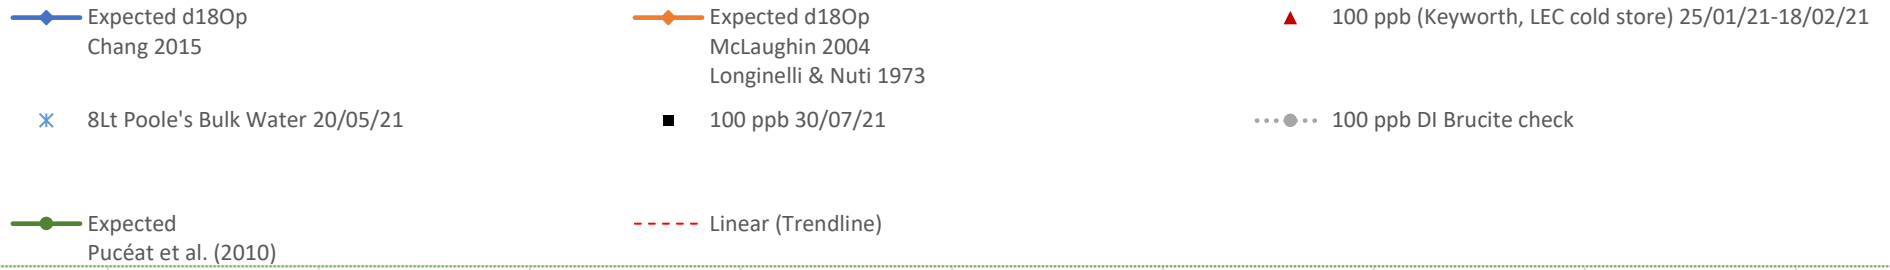 Expected d18Op
Chang 2015
Expected d18Op
McLaughin 2004
Longinelli & Nuti 1973
100 ppb (Keyworth, LEC cold store) 25/01/21-18/02/21
8Lt Poole's Bulk Water 20/05/21
100 ppb 30/07/21
100 ppb DI Brucite check
Expected
Pucéat et al. (2010)
Linear (Trendline)